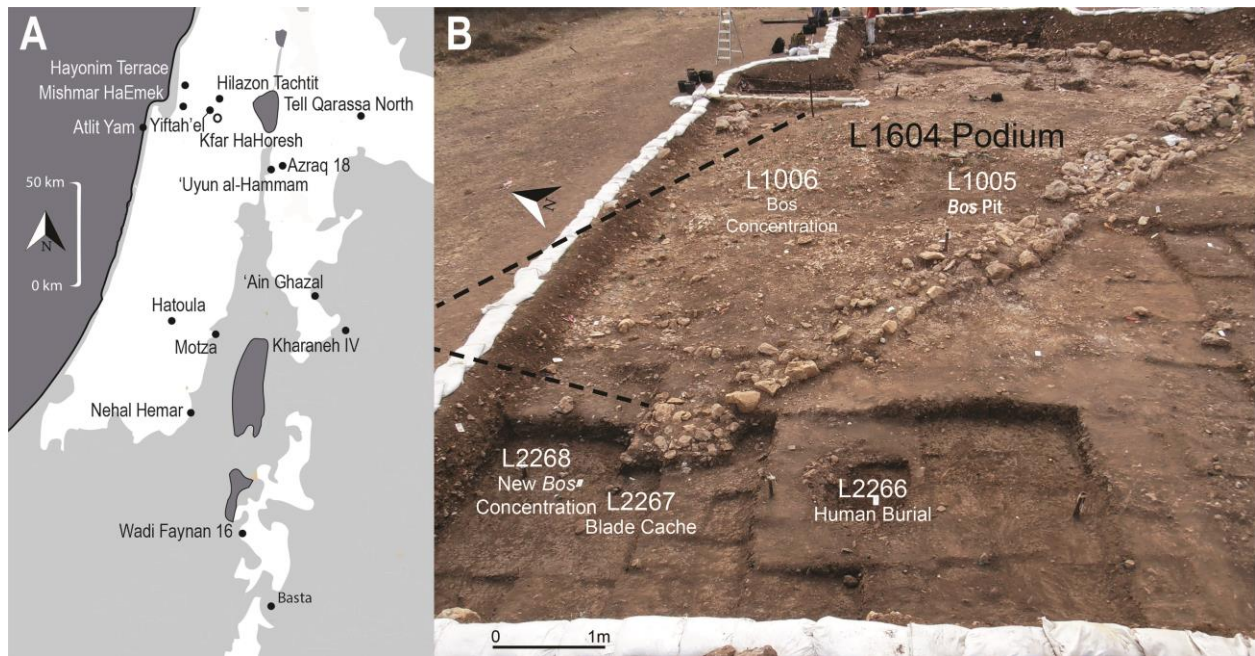 A
Hayonim Terrace
Mishmar HaEmek
Hilazon Tachtit
Atlit Yam
Yiftah'el
Tell Qarassa North
Kfar HaHoresh
Azraq 18
'Uyun al-Hammam
50 km
N
0 km
'Ain Ghazal
Hatoula
Motza
Kharaneh IV
Nehal Hemar
Wadi Faynan 16
Basta
B
L1604 Podium
L1006
Bos
Concentration
L1005
Bos Pit
N
L2268
New Bos
Concentration
L2267
Blade Cache
L2266
Human Burial
0 1m